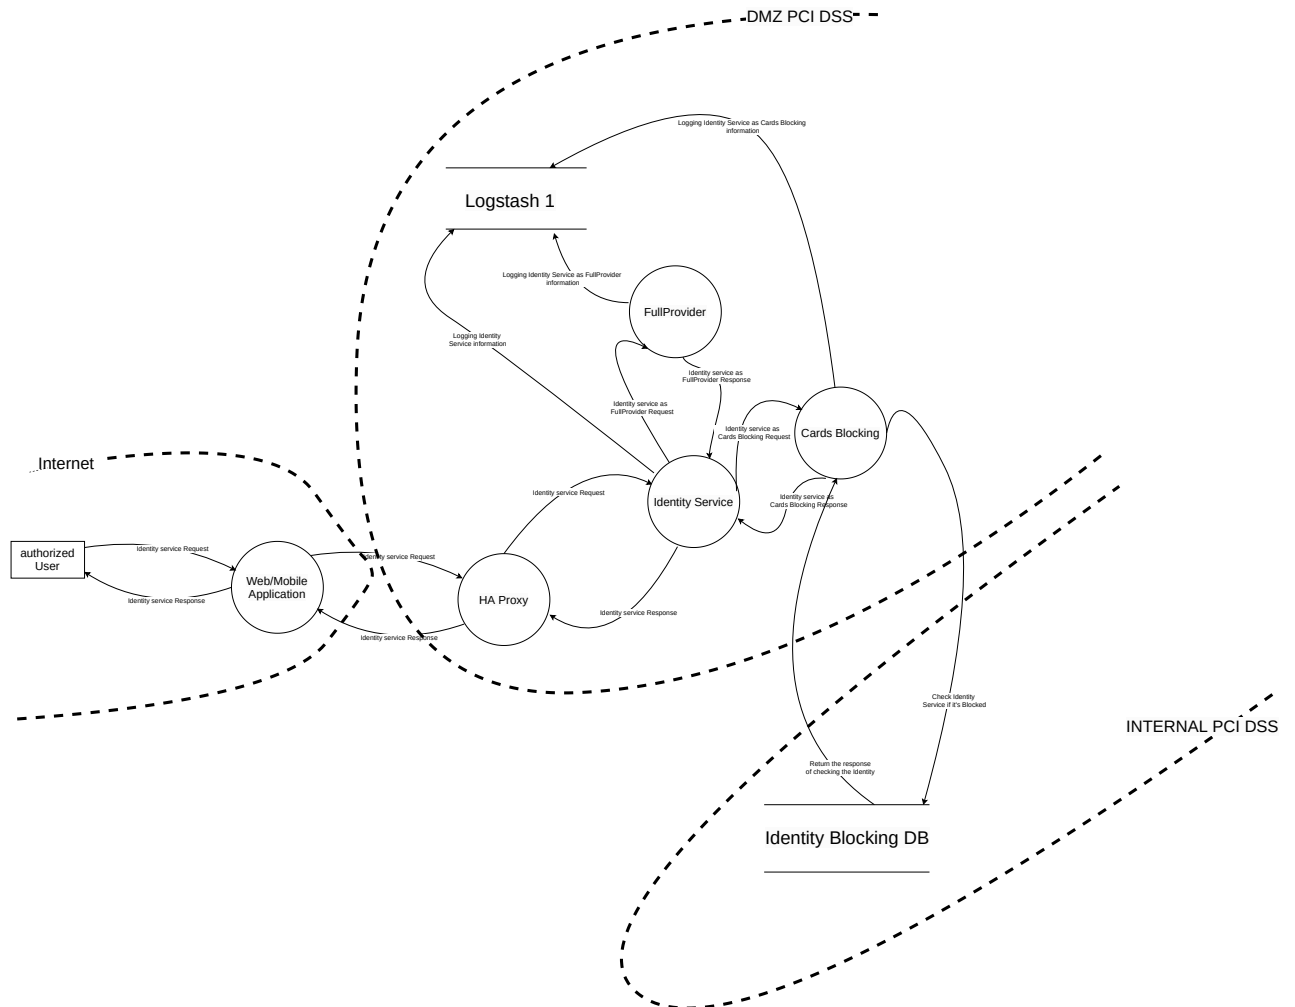 DMZ PCI DSS
Logging Identity Service as Cards Blocking
information
Logstash 1
Logging Identity Service as FullProvider
information
FullProvider
Logging Identity
Service information
Identity service as
FullProvider Response
Identity service as
FullProvider Request
Identity service as
Cards Blocking Request
Cards Blocking
Internet
Identity Service
Identity service Request
Identity service as
Cards Blocking Response
authorized
User
Identity service Request
Web/Mobile
Application
Identity service Request
HA Proxy
Identity service Response
Identity service Response
Identity service Response
Check Identity
Service if it's Blocked
INTERNAL PCI DSS
Return the response
of checking the Identity
Identity Blocking DB